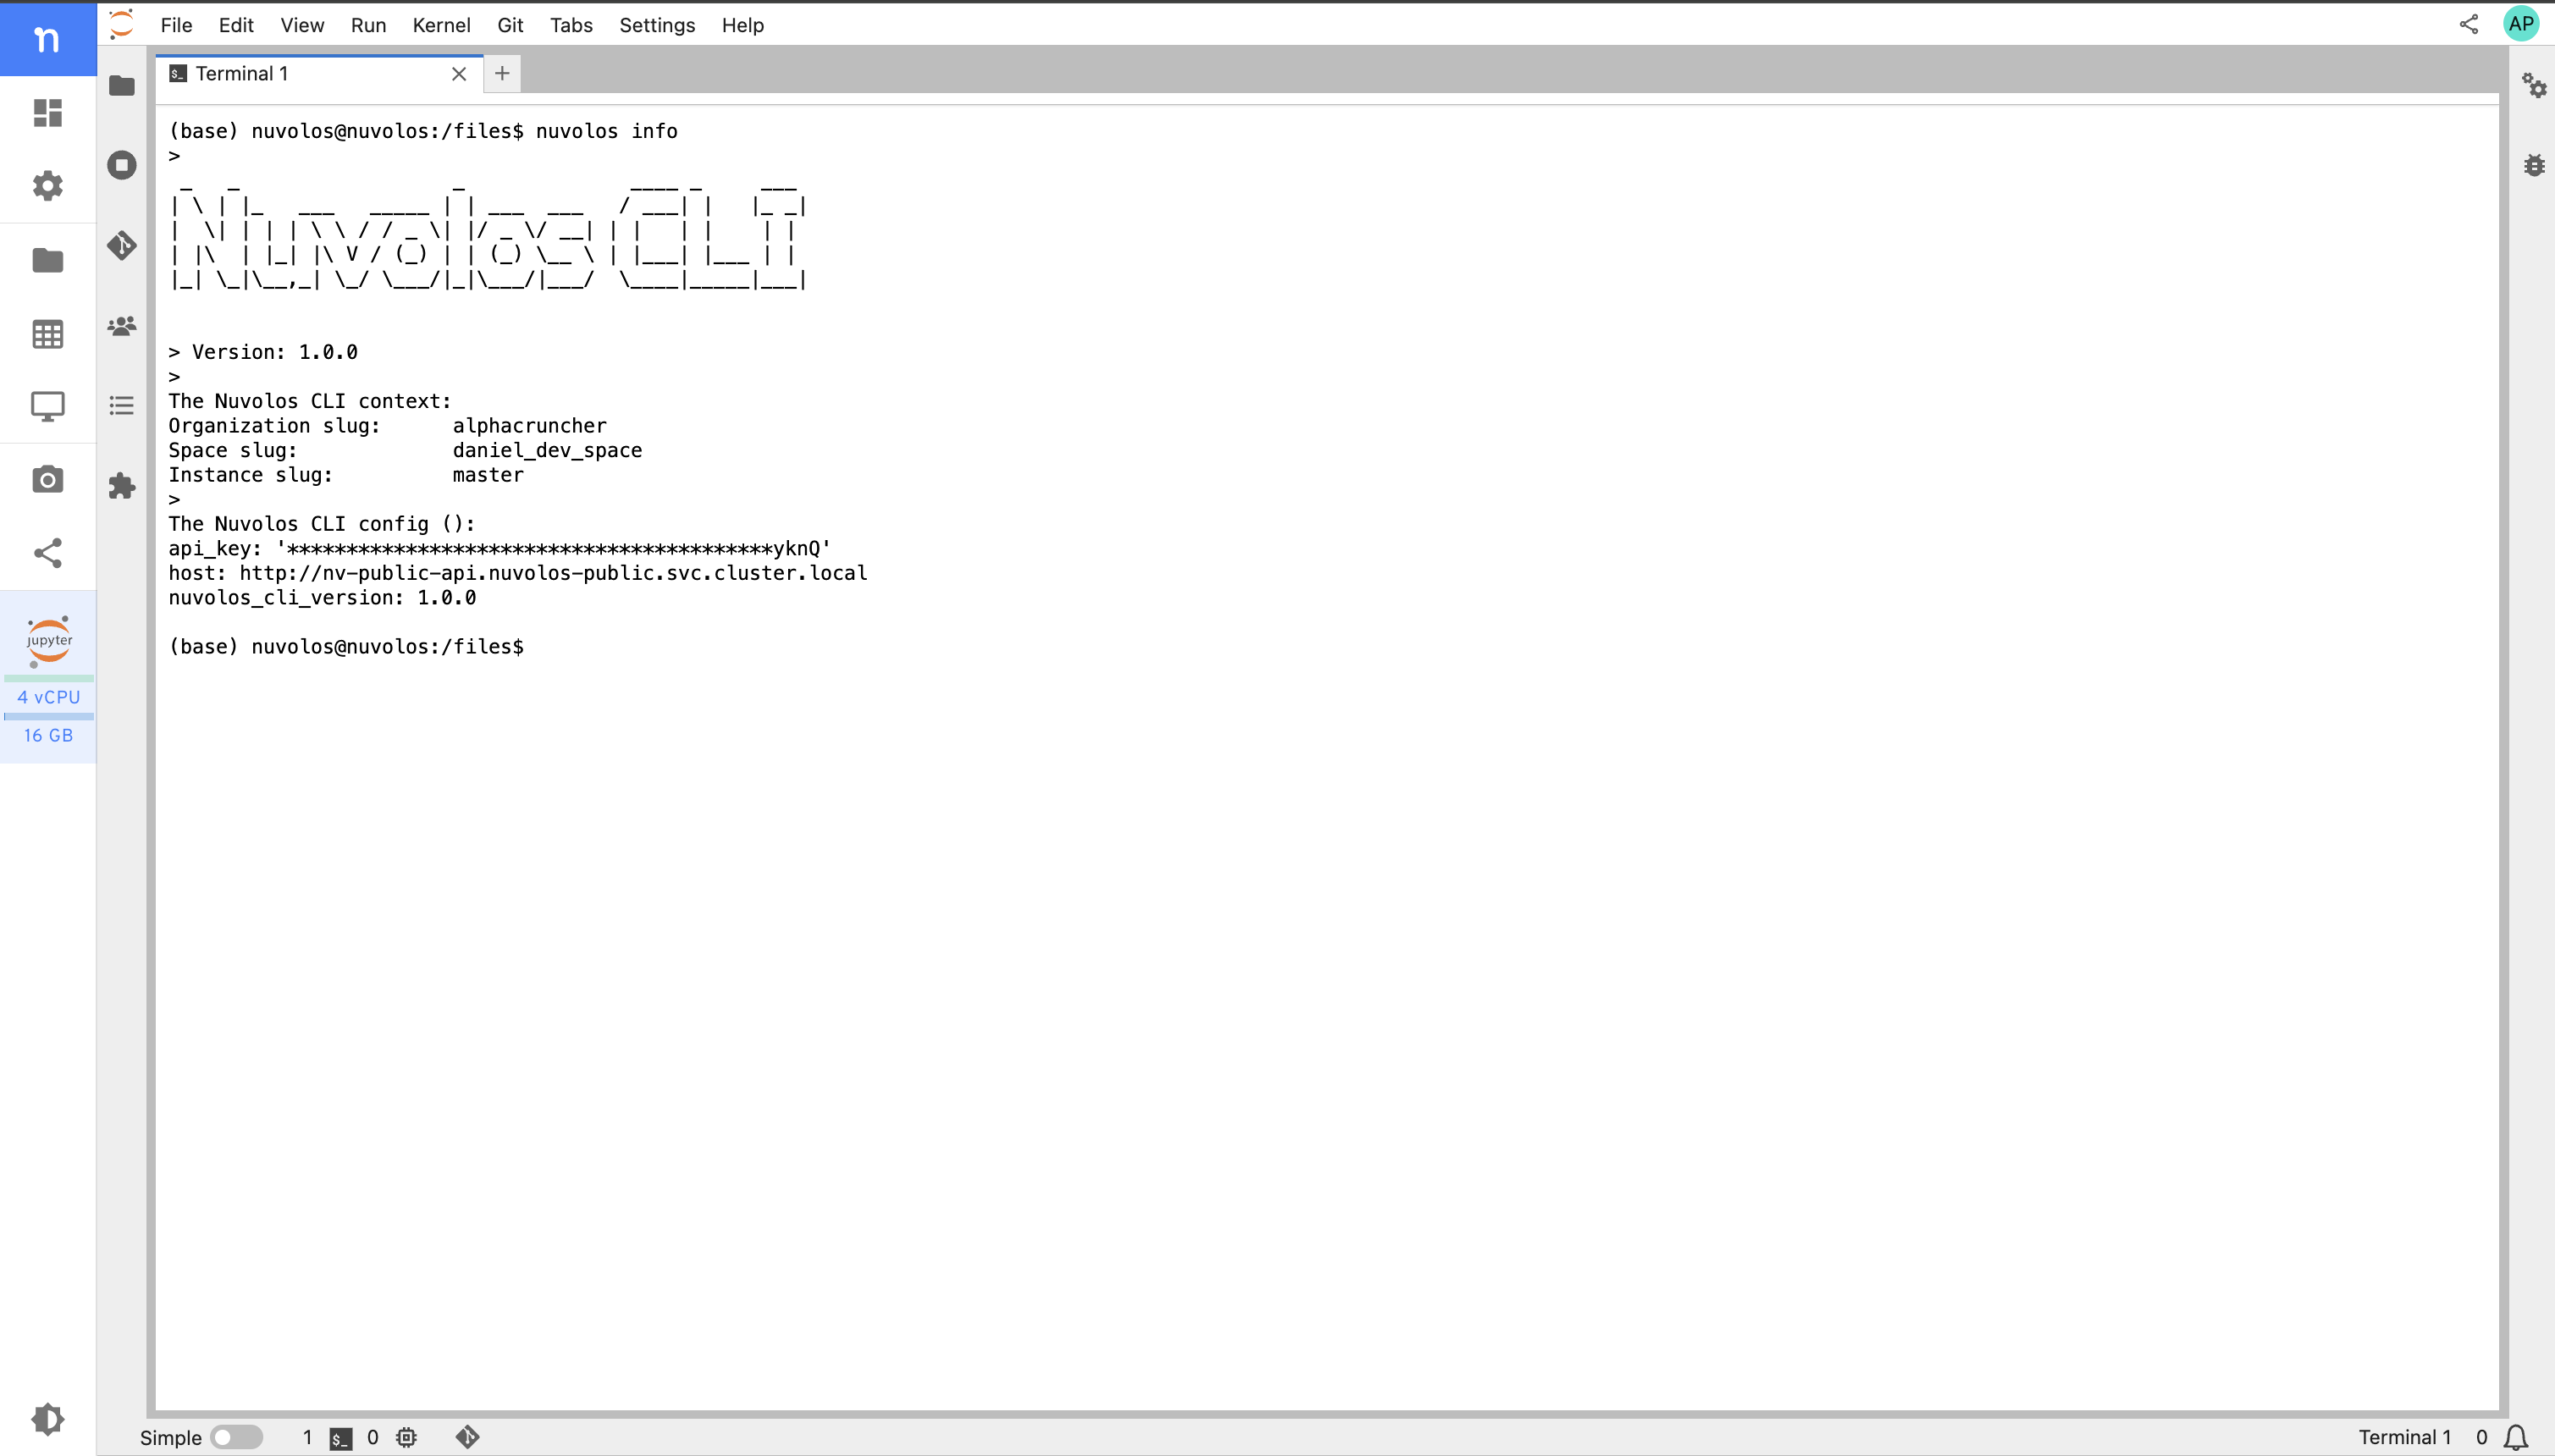 n
File Edit View Run Kernel Git Tabs Settings Help
AP
$_ Terminal 1
(base) nuvolos@nuvolos:/files$ nuvolos info
>
Nuvolos CLI
> Version: 1.0.0
>
The Nuvolos CLI context:
Organization slug: alphacruncher
Space slug: daniel_dev_space
Instance slug: master
>
The Nuvolos CLI config ():
api_key: '*****************************************yknQ'
host: http://nv-public-api.nuvolos-public.svc.cluster.local
nuvolos_cli_version: 1.0.0
(base) nuvolos@nuvolos:/files$
jupyter
4 vCPU
16 GB
Simple 1 $_ 0 Terminal 1 0